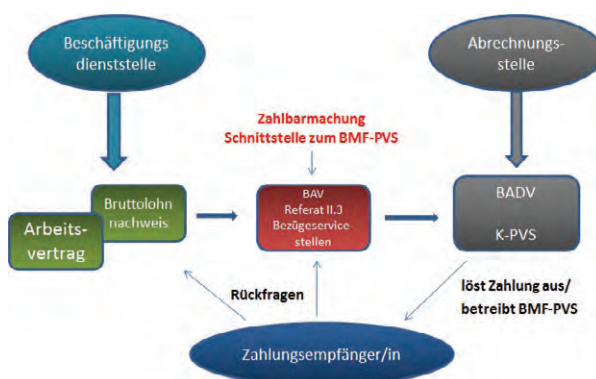 Beschäftigungs
dienststelle
Abrechnungs-
stelle
Zahlbarmachung
Schnittstelle zum BMF-PVS
Arbeits-
vertrag
Bruttolohn
nachweis
BAV
Referat II.3
Bezügeservice
stellen
BADV
K-PVS
Rückfragen
löst Zahlung aus/
betreibt BMF-PVS
Zahlungsempfänger/in